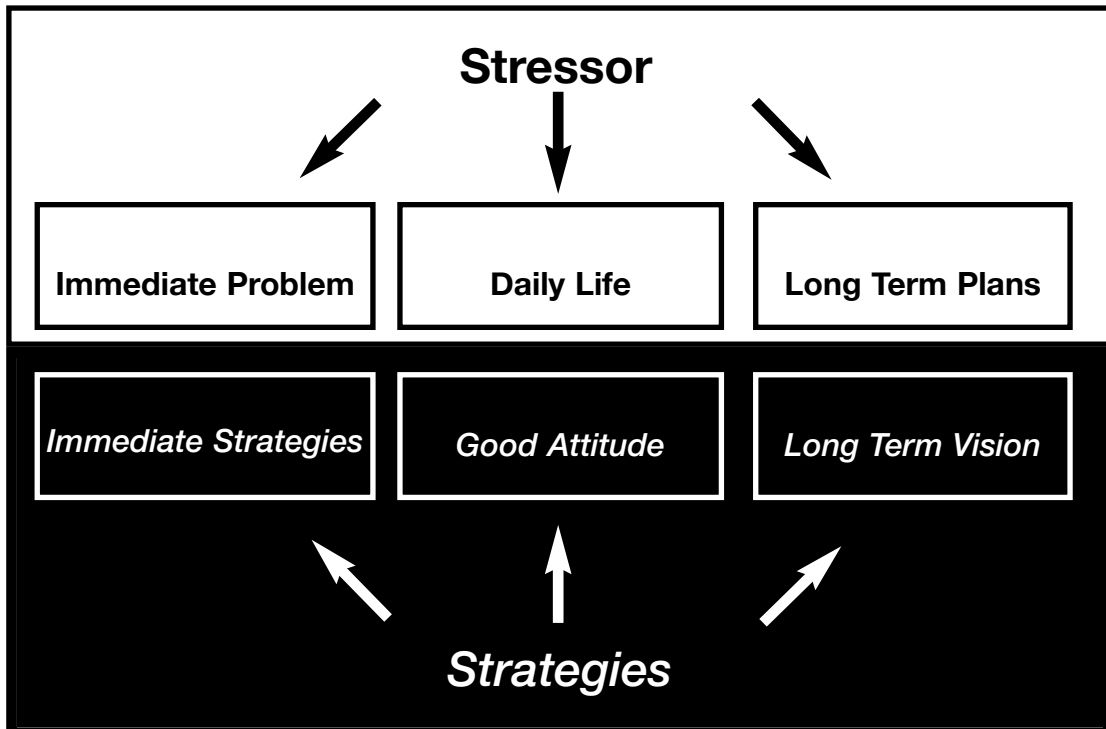 Stressor
Immediate Problem
Daily Life
Long Term Plans
Immediate Strategies
Good Attitude
Long Term Vision
Strategies